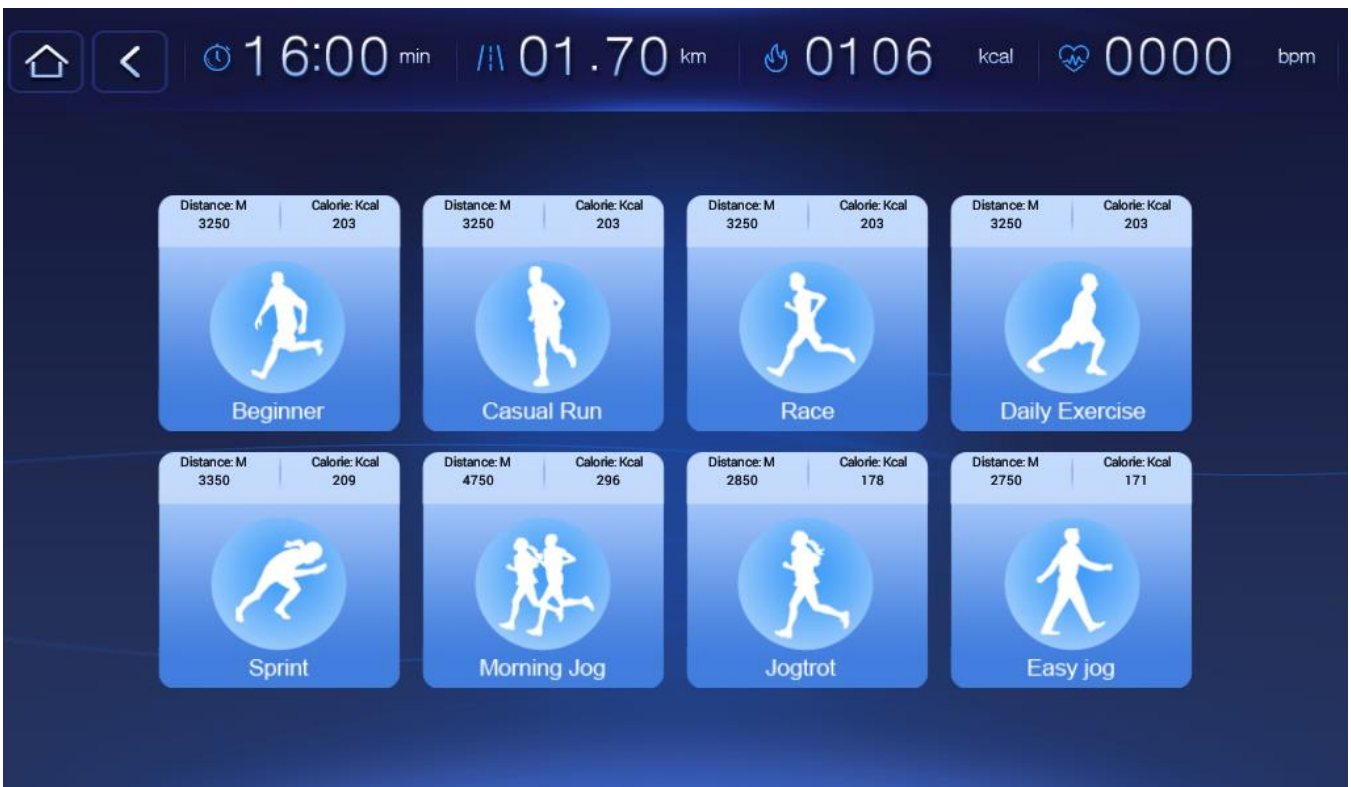 16:00 min 01.70 km 0106 kcal 0000 bpm
Distance: M Calorie: Kcal Distance: M Calorie: Kcal Distance: M Calorie: Kcal Distance: M Calorie: Kcal
3250 203 3250 203 3250 203 3250 203
Beginner Casual Run Race Daily Exercise
Distance: M Calorie: Kcal Distance: M Calorie: Kcal Distance: M Calorie: Kcal Distance: M Calorie: Kcal
3350 209 4750 296 2850 178 2750 171
Sprint Morning Jog Jogtrot Easy jog